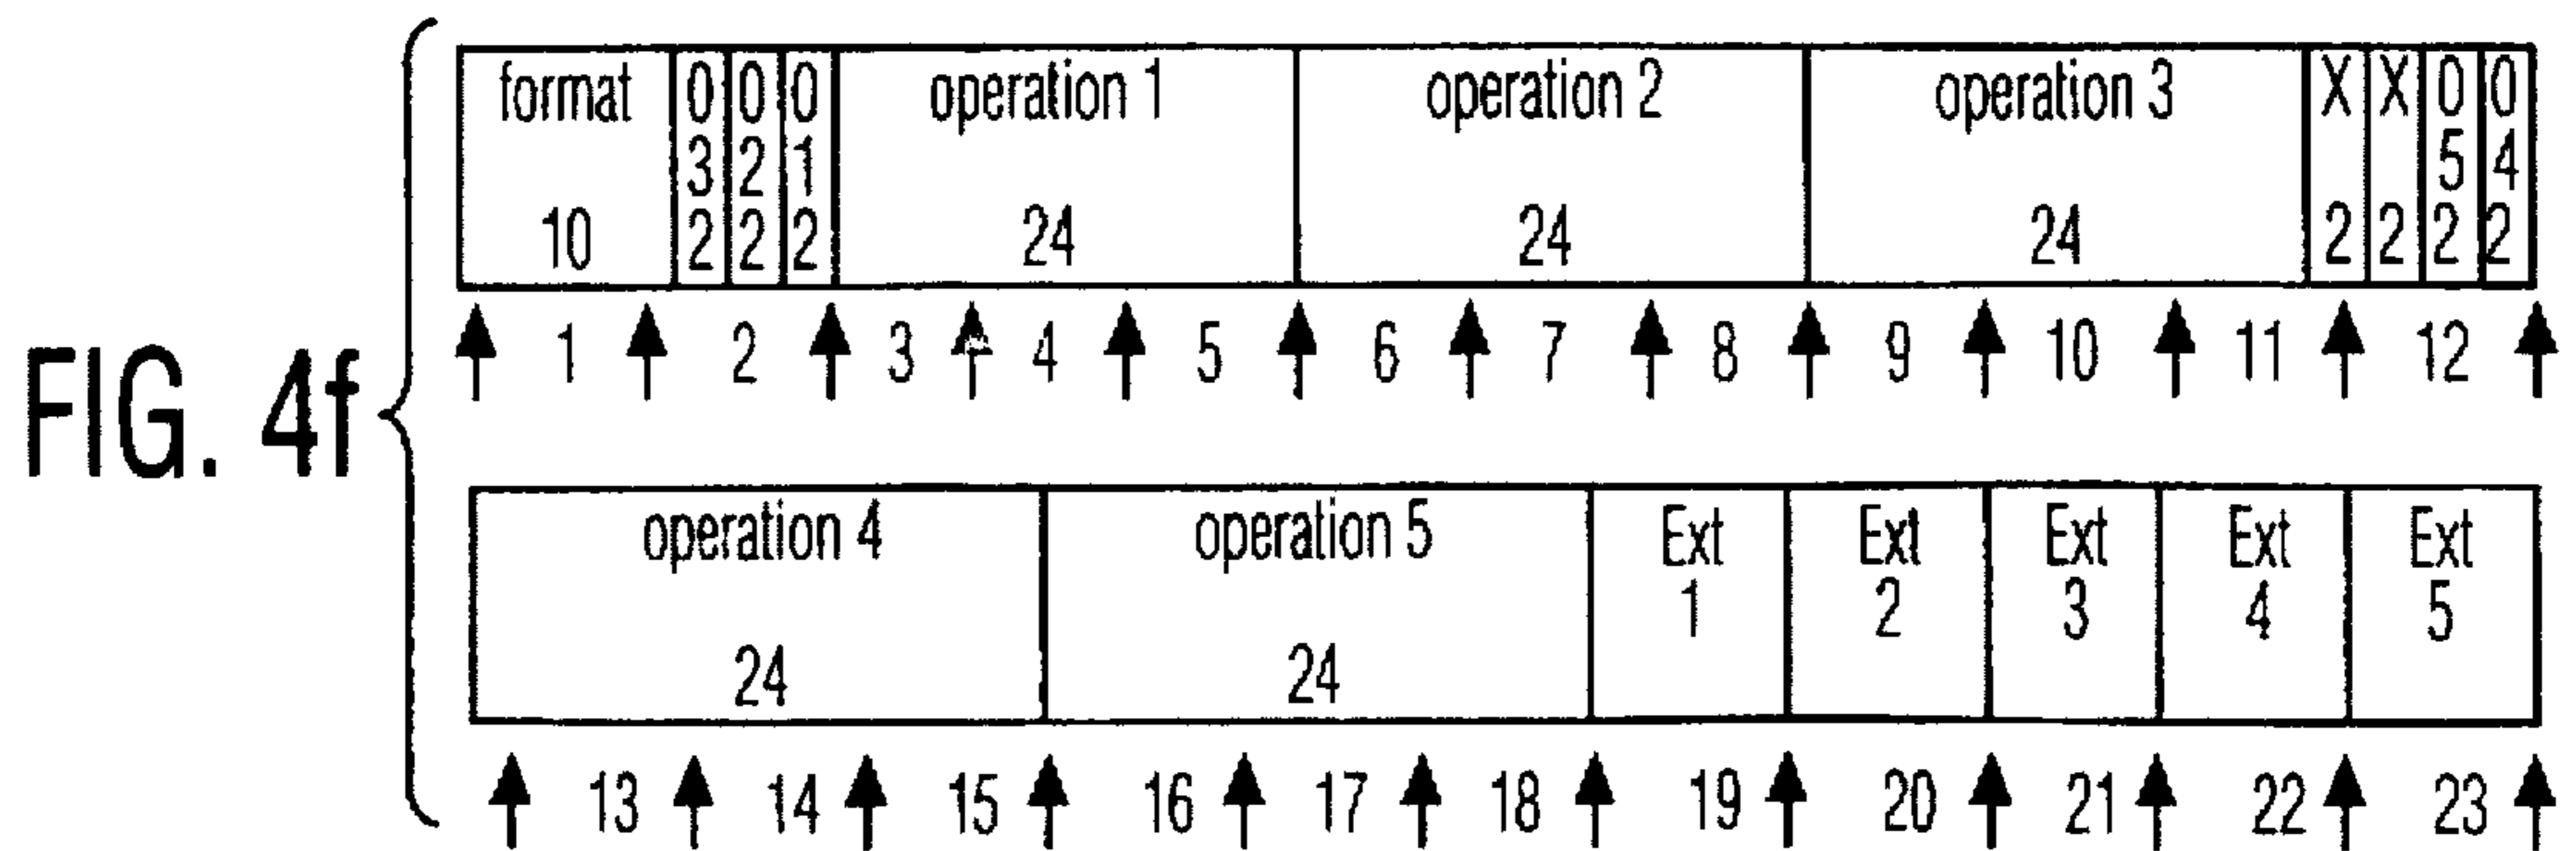 FIG. 4f
format 0 0 0 operation 1 operation 2 operation 3 X X 0 0
3 2 1 5 4
10 2 2 2 24 24 24 2 2 2 2
1 2 3 4 5 6 7 8 9 10 11 12
operation 4 operation 5 Ext Ext Ext Ext Ext
1 2 3 4 5
24 24
13 14 15 16 17 18 19 20 21 22 23